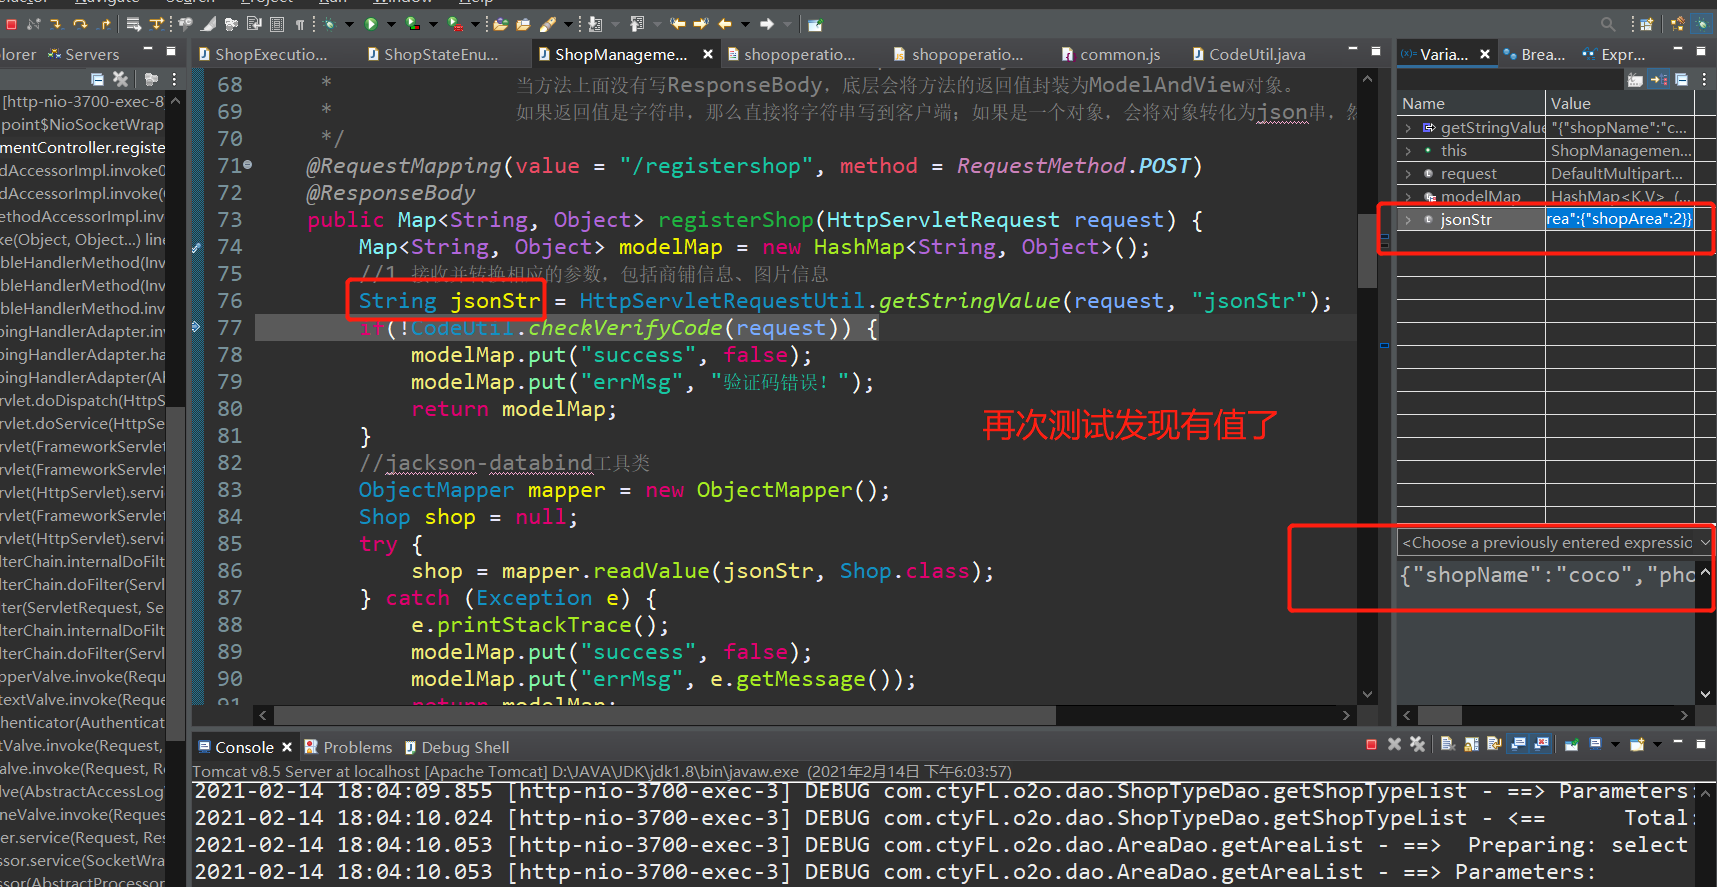 Navigate Search Project Run Window Help
Servers
ShopExecutio...
ShopStateEnu...
ShopManageme...
shopoperatio...
shopoperatio...
common.js
CodeUtil.java
Varia...
Brea...
Expr...
[http-nio-3700-exec-8
point$NioSocketWrap
mentController.registe
dAccessorImpl.invoke0
dAccessorImpl.invoke(
ethodAccessorImpl.inv
ke(Object, Object...) line
bleHandlerMethod(Inv
bleHandlerMethod(Inv
bleHandlerMethod.inv
pingHandlerAdapter.inv
pingHandlerAdapter.ha
pingHandlerAdapter(Al
rvlet.doDispatch(HttpS
rvlet.doService(HttpSe
rvlet(FrameworkServlet
rvlet(FrameworkServlet
rvlet(HttpServlet).servic
rvlet(FrameworkServlet
rvlet(HttpServlet).servic
lterChain.internalDoFilt
lterChain.doFilter(Servl
lter(ServletRequest, Se
lterChain.internalDoFilt
lterChain.doFilter(Servl
pperValve.invoke(Reque
textValve.invoke(Reque
henticator(Authenticat
tValve.invoke(Request,
alve.invoke(Request, R
lve(AbstractAccessLog
neValve.invoke(Reques
er.service(Request, Res
ssor.service(SocketWra
ssor(AbstractProcessor
68 * 当方法上面没有写ResponseBody，底层会将方法的返回值封装为ModelAndView对象。
69 * 如果返回值是字符串，那么直接将字符串写到客户端；如果是一个对象，会将对象转化为json串，
70 */
71 @RequestMapping(value = "/registershop", method = RequestMethod.POST)
72 @ResponseBody
73 public Map<String, Object> registerShop(HttpServletRequest request) {
74 Map<String, Object> modelMap = new HashMap<String, Object>();
75 //1.接收并转换相应的参数，包括商铺信息、图片信息
76 String jsonStr = HttpServletRequestUtil.getStringValue(request, "jsonStr");
77 if(!CodeUtil.checkVerifyCode(request)) {
78 modelMap.put("success", false);
79 modelMap.put("errMsg", "验证码错误！");
80 return modelMap;
81 }
82 //jackson-databind工具类
83 ObjectMapper mapper = new ObjectMapper();
84 Shop shop = null;
85 try {
86 shop = mapper.readValue(jsonStr, Shop.class);
87 } catch (Exception e) {
88 e.printStackTrace();
89 modelMap.put("success", false);
90 modelMap.put("errMsg", e.getMessage());
91 return modelMap;
再次测试发现有值了
Name Value
getStringValue "{"shopName":"c...
this ShopManagemen...
request DefaultMultipart...
modelMap HashMap<K,V> (...
jsonStr rea":{"shopArea":2}}
<Choose a previously entered expressio
{"shopName":"coco","pho
Console Problems Debug Shell
Tomcat v8.5 Server at localhost [Apache Tomcat] D:\JAVA\JDK\jdk1.8\bin\javaw.exe (2021年2月14日 下午6:03:57)
2021-02-14 18:04:09.855 [http-nio-3700-exec-3] DEBUG com.ctyFL.o2o.dao.ShopTypeDao.getShopTypeList - ==> Parameters:
2021-02-14 18:04:10.024 [http-nio-3700-exec-3] DEBUG com.ctyFL.o2o.dao.ShopTypeDao.getShopTypeList - <== Total:
2021-02-14 18:04:10.053 [http-nio-3700-exec-3] DEBUG com.ctyFL.o2o.dao.AreaDao.getAreaList - ==> Preparing: select
2021-02-14 18:04:10.053 [http-nio-3700-exec-3] DEBUG com.ctyFL.o2o.dao.AreaDao.getAreaList - ==> Parameters: